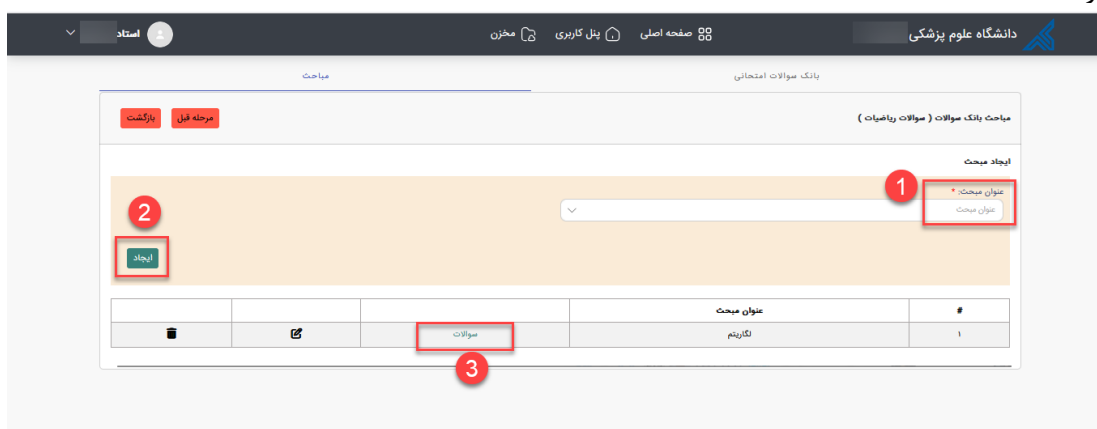 دانشگاه علوم پزشکی
صفحه اصلی
پنل کاربری
مخزن
استاد
بانک سوالات امتحانی
مباحث
مباحث بانک سوالات ( سوالات ریاضیات )
مرحله قبل
بازگشت
ایجاد مبحث
عنوان مبحث: *
عنوان مبحث
1
2
ایجاد
# عنوان مبحث
۱ لگاریتم سوالات
3